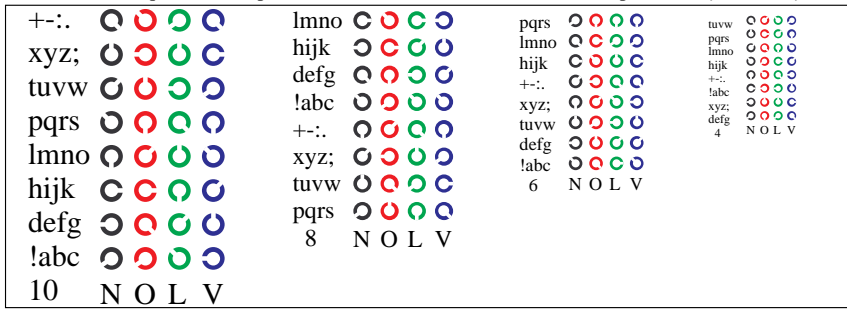 +-:.
xyz;
tuvw
pqrs
lmno
hijk
defg
!abc
10 N O L V
lmno
hijk
defg
!abc
+-:.
xyz;
tuvw
pqrs
8 N O L V
pqrs
lmno
hijk
+-:.
xyz;
tuvw
defg
!abc
6 N O L V
tuvw
pqrs
lmno
hijk
+-:.
!abc
xyz;
defg
4 N O L V